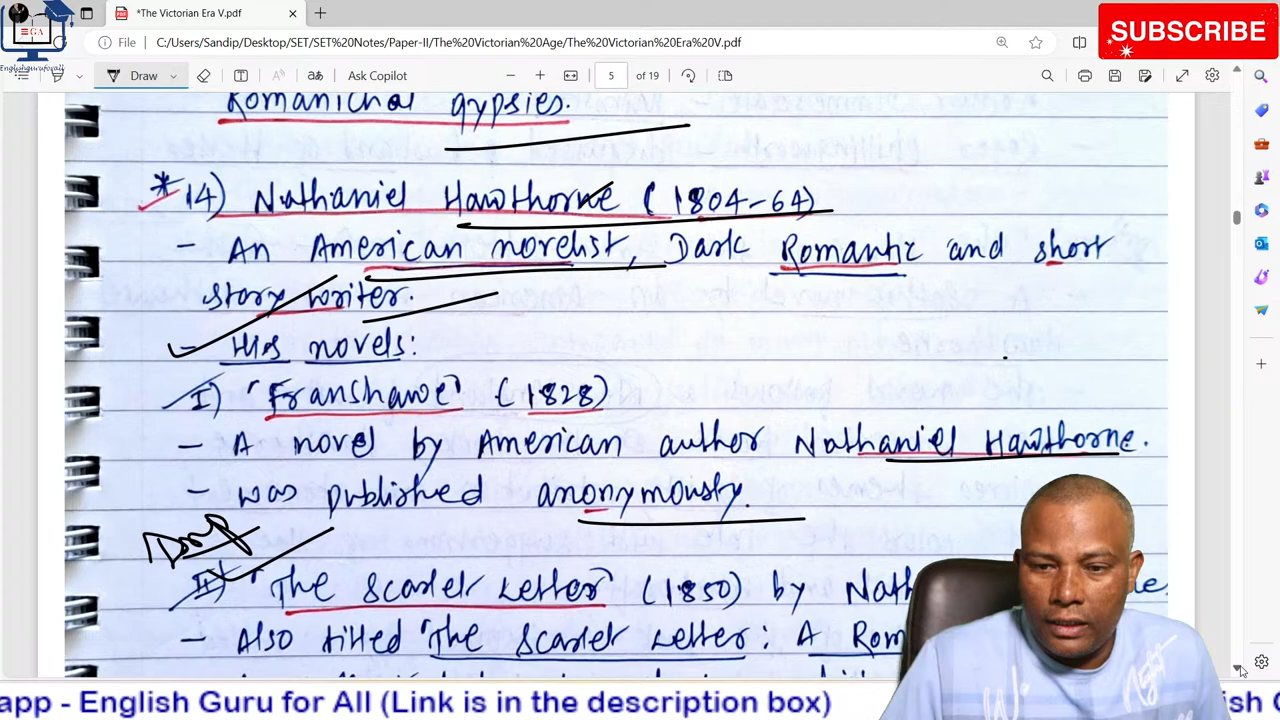 *The Victorian Era V.pdf
SUBSCRIBE
EGA
Englishguruforall
File
C:/Users/Sandip/Desktop/SET/SET%20Notes/Paper-II/The%20Victorian%20Age/The%20Victorian%20Era%20V.pdf
Draw
Ask Copilot
5 of 19
Romanichal gypsies.
* 14) Nathaniel Hawthorne (1804-64)
- An American novelist, Dark Romantic and short
story writer.
- His novels:
I) 'Franshawe' (1828)
- A novel by American author Nathaniel Hawthorne.
- was published anonymously.
II) 'The Scarlet Letter' (1850) by Nath
- Also titled 'The Scarlet Letter: A Rom
app - English Guru for All (Link is in the description box)